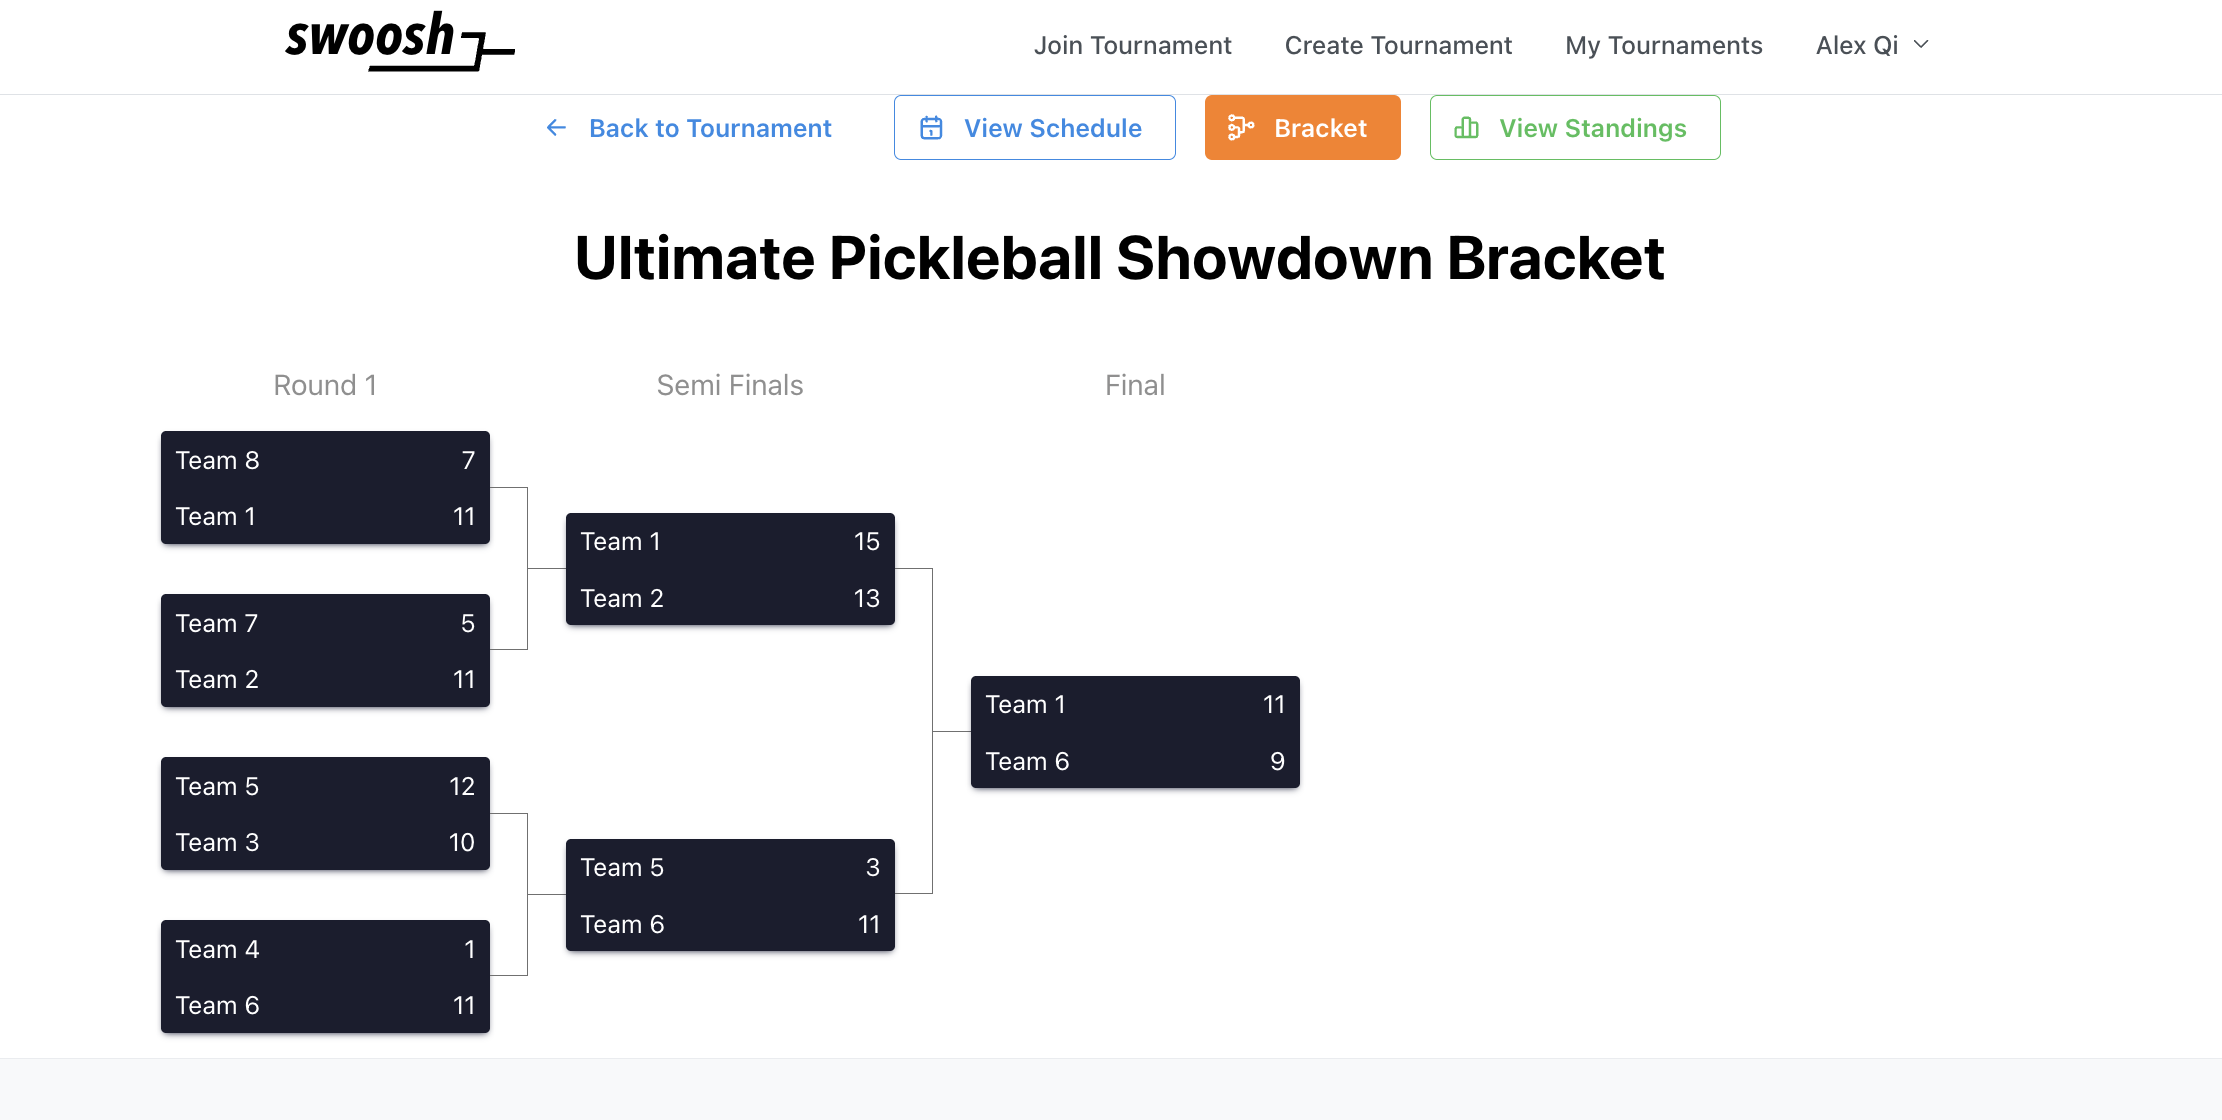 swoosh
Join Tournament Create Tournament My Tournaments Alex Qi
Back to Tournament View Schedule Bracket View Standings
Ultimate Pickleball Showdown Bracket
Round 1 Semi Finals Final
Team 8 7
Team 1 11
Team 7 5
Team 2 11
Team 5 12
Team 3 10
Team 4 1
Team 6 11
Team 1 15
Team 2 13
Team 5 3
Team 6 11
Team 1 11
Team 6 9